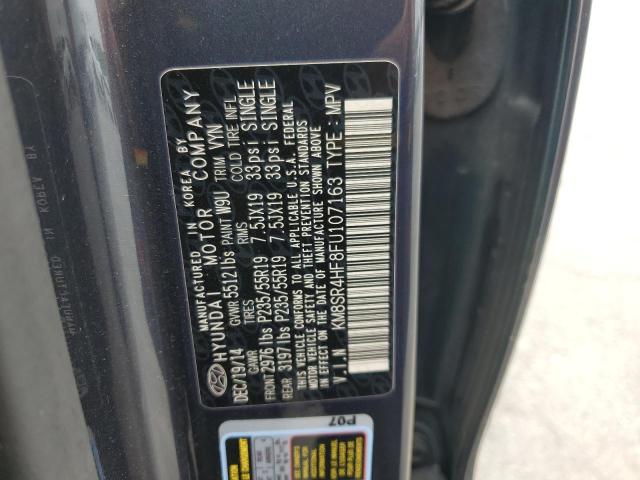 MANUFACTURED IN KOREA BY
HYUNDAI MOTOR COMPANY
DEC/19/14 GVWR 5512lbs PAINT W9U TRIM VYN
GAWR TIRES RIMS COLD TIRE INFL
FRONT 2976 lbs P235/55R19 7.5JX19 33psi SINGLE
REAR 3197 lbs P235/55R19 7.5JX19 33psi SINGLE
THIS VEHICLE CONFORMS TO ALL APPLICABLE U.S.A. FEDERAL
MOTOR VEHICLE SAFETY AND THEFT PREVENTION STANDARDS
IN EFFECT ON THE DATE OF MANUFACTURE SHOWN ABOVE.
V.I.N. : KM8SR4HF8FU107163 TYPE : MPV
P07